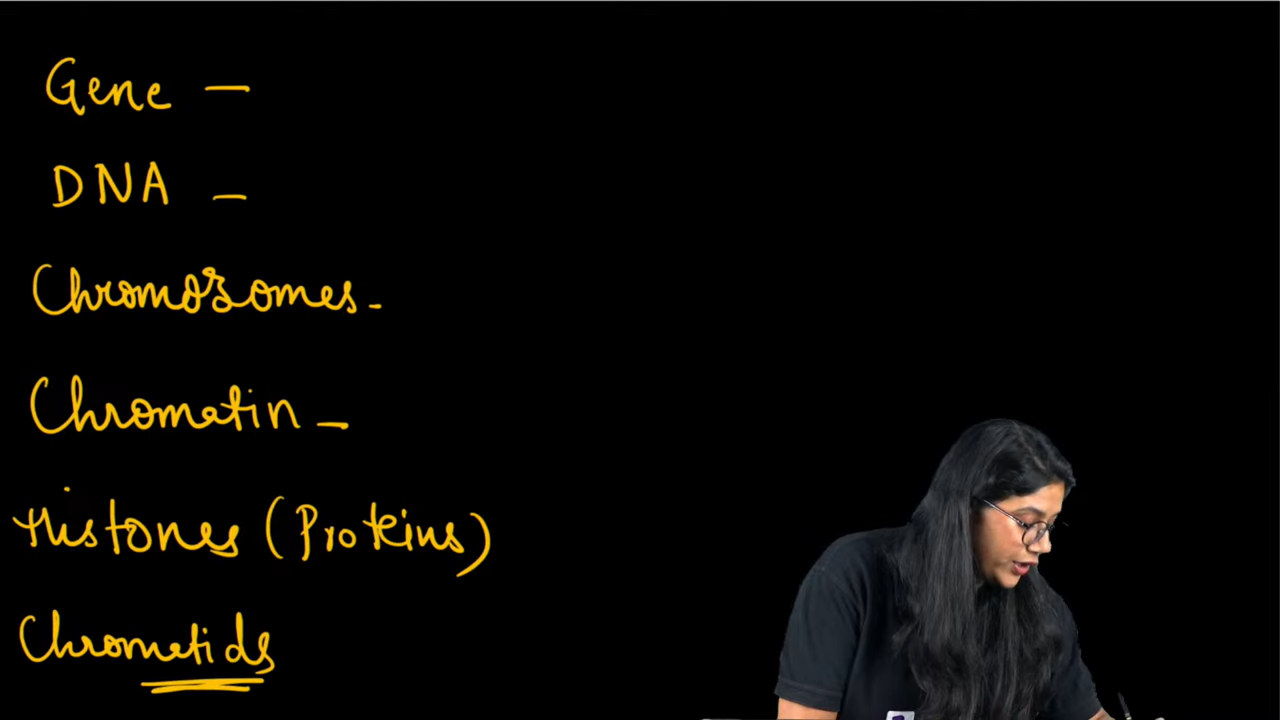 Gene –
DNA –
Chromosomes -
Chromatin –
Histones (Proteins)
Chromatids